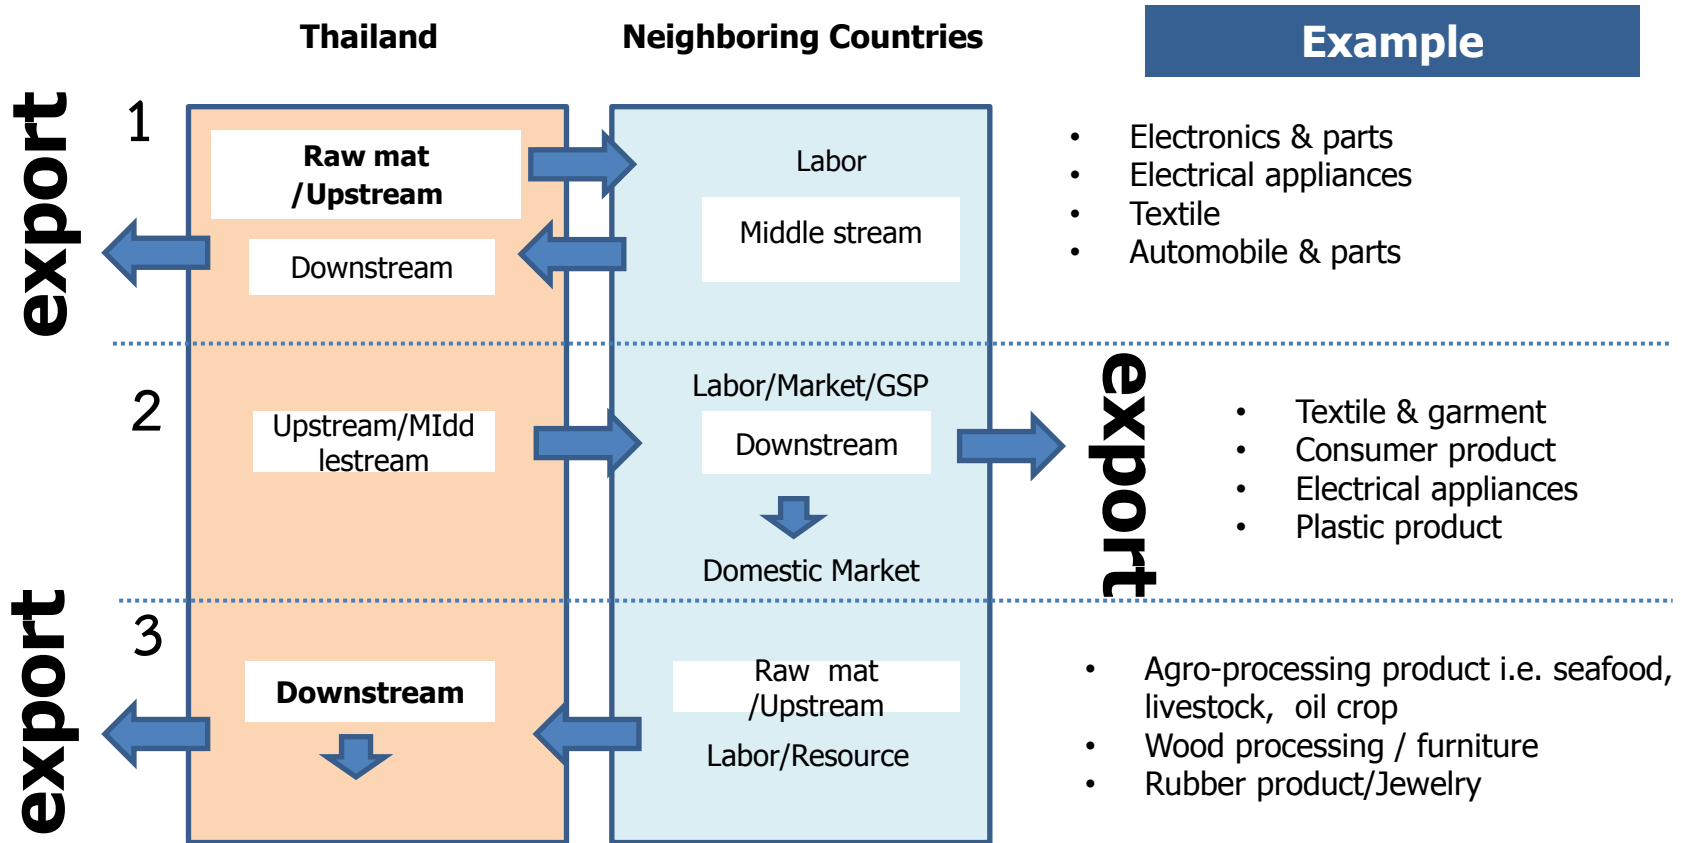 Thailand
Neighboring Countries
Example
export
1
Raw mat
/Upstream
Downstream
Labor
Middle stream
• Electronics & parts
• Electrical appliances
• Textile
• Automobile & parts
2
Upstream/MIdd
lestream
Labor/Market/GSP
Downstream
Domestic Market
export
• Textile & garment
• Consumer product
• Electrical appliances
• Plastic product
export
3
Downstream
Raw mat
/Upstream
Labor/Resource
• Agro-processing product i.e. seafood,
livestock, oil crop
• Wood processing / furniture
• Rubber product/Jewelry